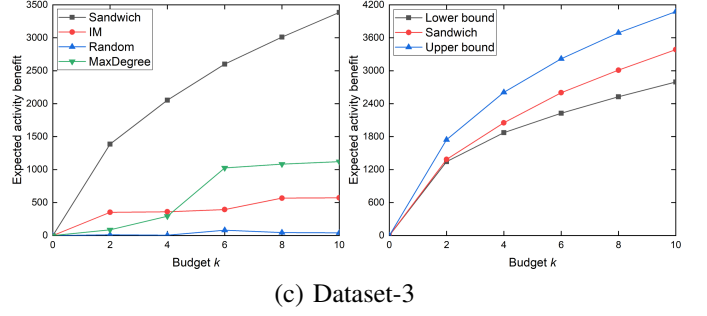 3500
3000
2500
2000
1500
1000
500
0
Expected activity benefit
Sandwich
IM
Random
MaxDegree
0 2 4 6 8 10
Budget k
4200
3600
3000
2400
1800
1200
600
0
Expected activity benefit
Lower bound
Sandwich
Upper bound
0 2 4 6 8 10
Budget k
(c) Dataset-3